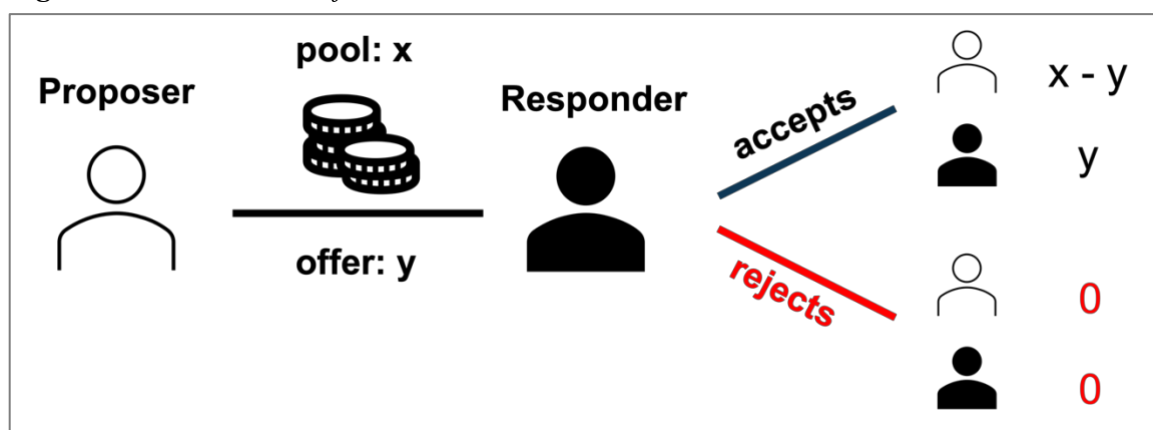 pool: x
Proposer
Responder
offer: y
accepts
x - y
y
rejects
0
0